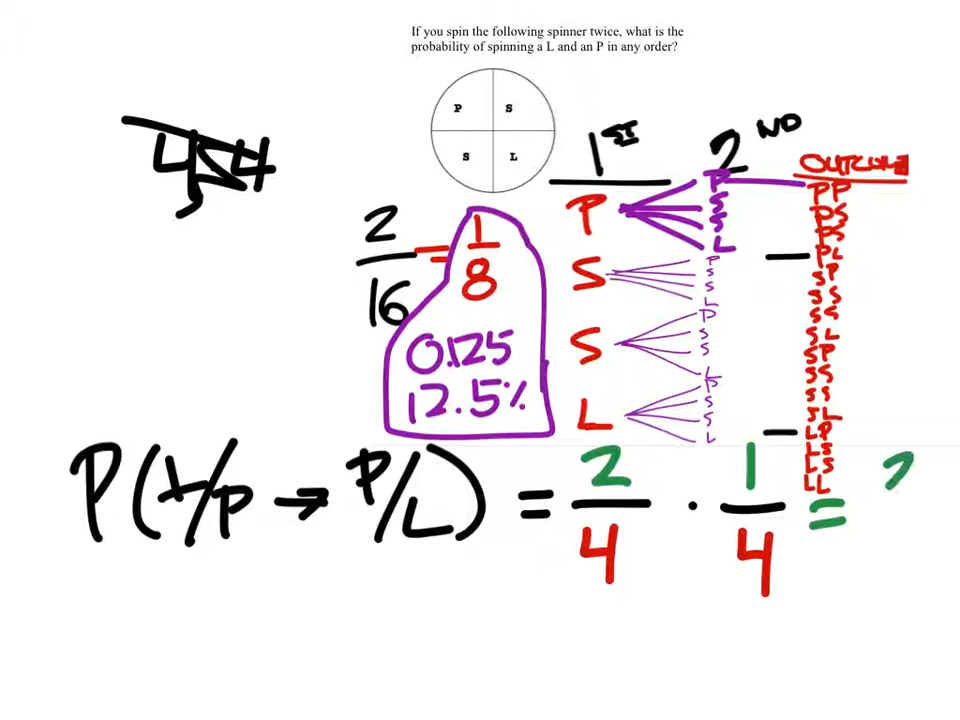 If you spin the following spinner twice, what is the
probability of spinning a L and an P in any order?
P S
S L
454
1ST 2ND OUTCOME
P
S
S
L
P
S
S
L
P
S
S
L
P
S
S
L
P
S
S
L
PP
PS
PS
PL
SP
SS
SS
SL
SP
SS
SS
SL
LP
LS
LS
LL
2/16 = 1/8
0.125
12.5%
P(L/P → P/L) = 2/4 · 1/4 = 2